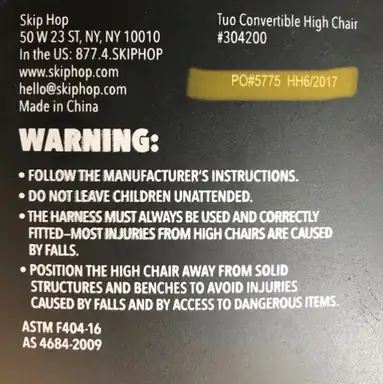 Skip Hop
50 W 23 ST, NY, NY 10010
In the US: 877.4.SKIPHOP
www.skiphop.com
hello@skiphop.com
Made in China
Tuo Convertible High Chair
#304200
PO#5775 HH6/2017
WARNING:
• FOLLOW THE MANUFACTURER'S INSTRUCTIONS.
• DO NOT LEAVE CHILDREN UNATTENDED.
• THE HARNESS MUST ALWAYS BE USED AND CORRECTLY
FITTED–MOST INJURIES FROM HIGH CHAIRS ARE CAUSED
BY FALLS.
• POSITION THE HIGH CHAIR AWAY FROM SOLID
STRUCTURES AND BENCHES TO AVOID INJURIES
CAUSED BY FALLS AND BY ACCESS TO DANGEROUS ITEMS.
ASTM F404-16
AS 4684-2009